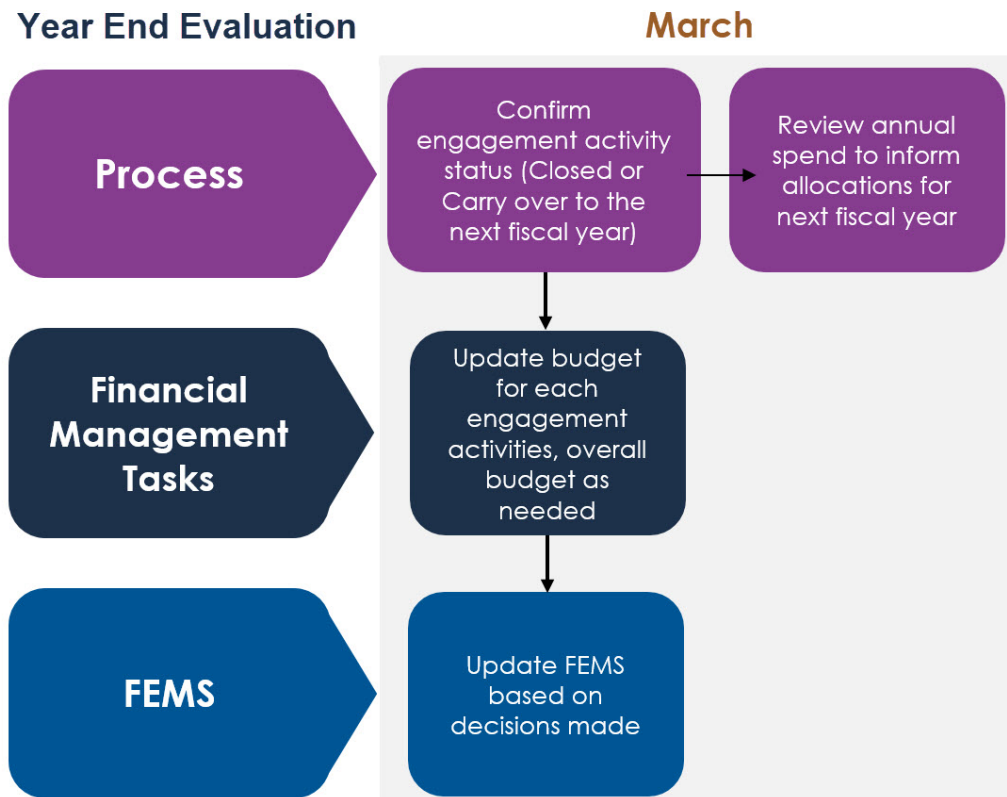 Year End Evaluation
March
Process
Confirm
engagement activity
status (Closed or
Carry over to the
next fiscal year)
Review annual
spend to inform
allocations for
next fiscal year
Financial
Management
Tasks
Update budget
for each
engagement
activities, overall
budget as
needed
FEMS
Update FEMS
based on
decisions made